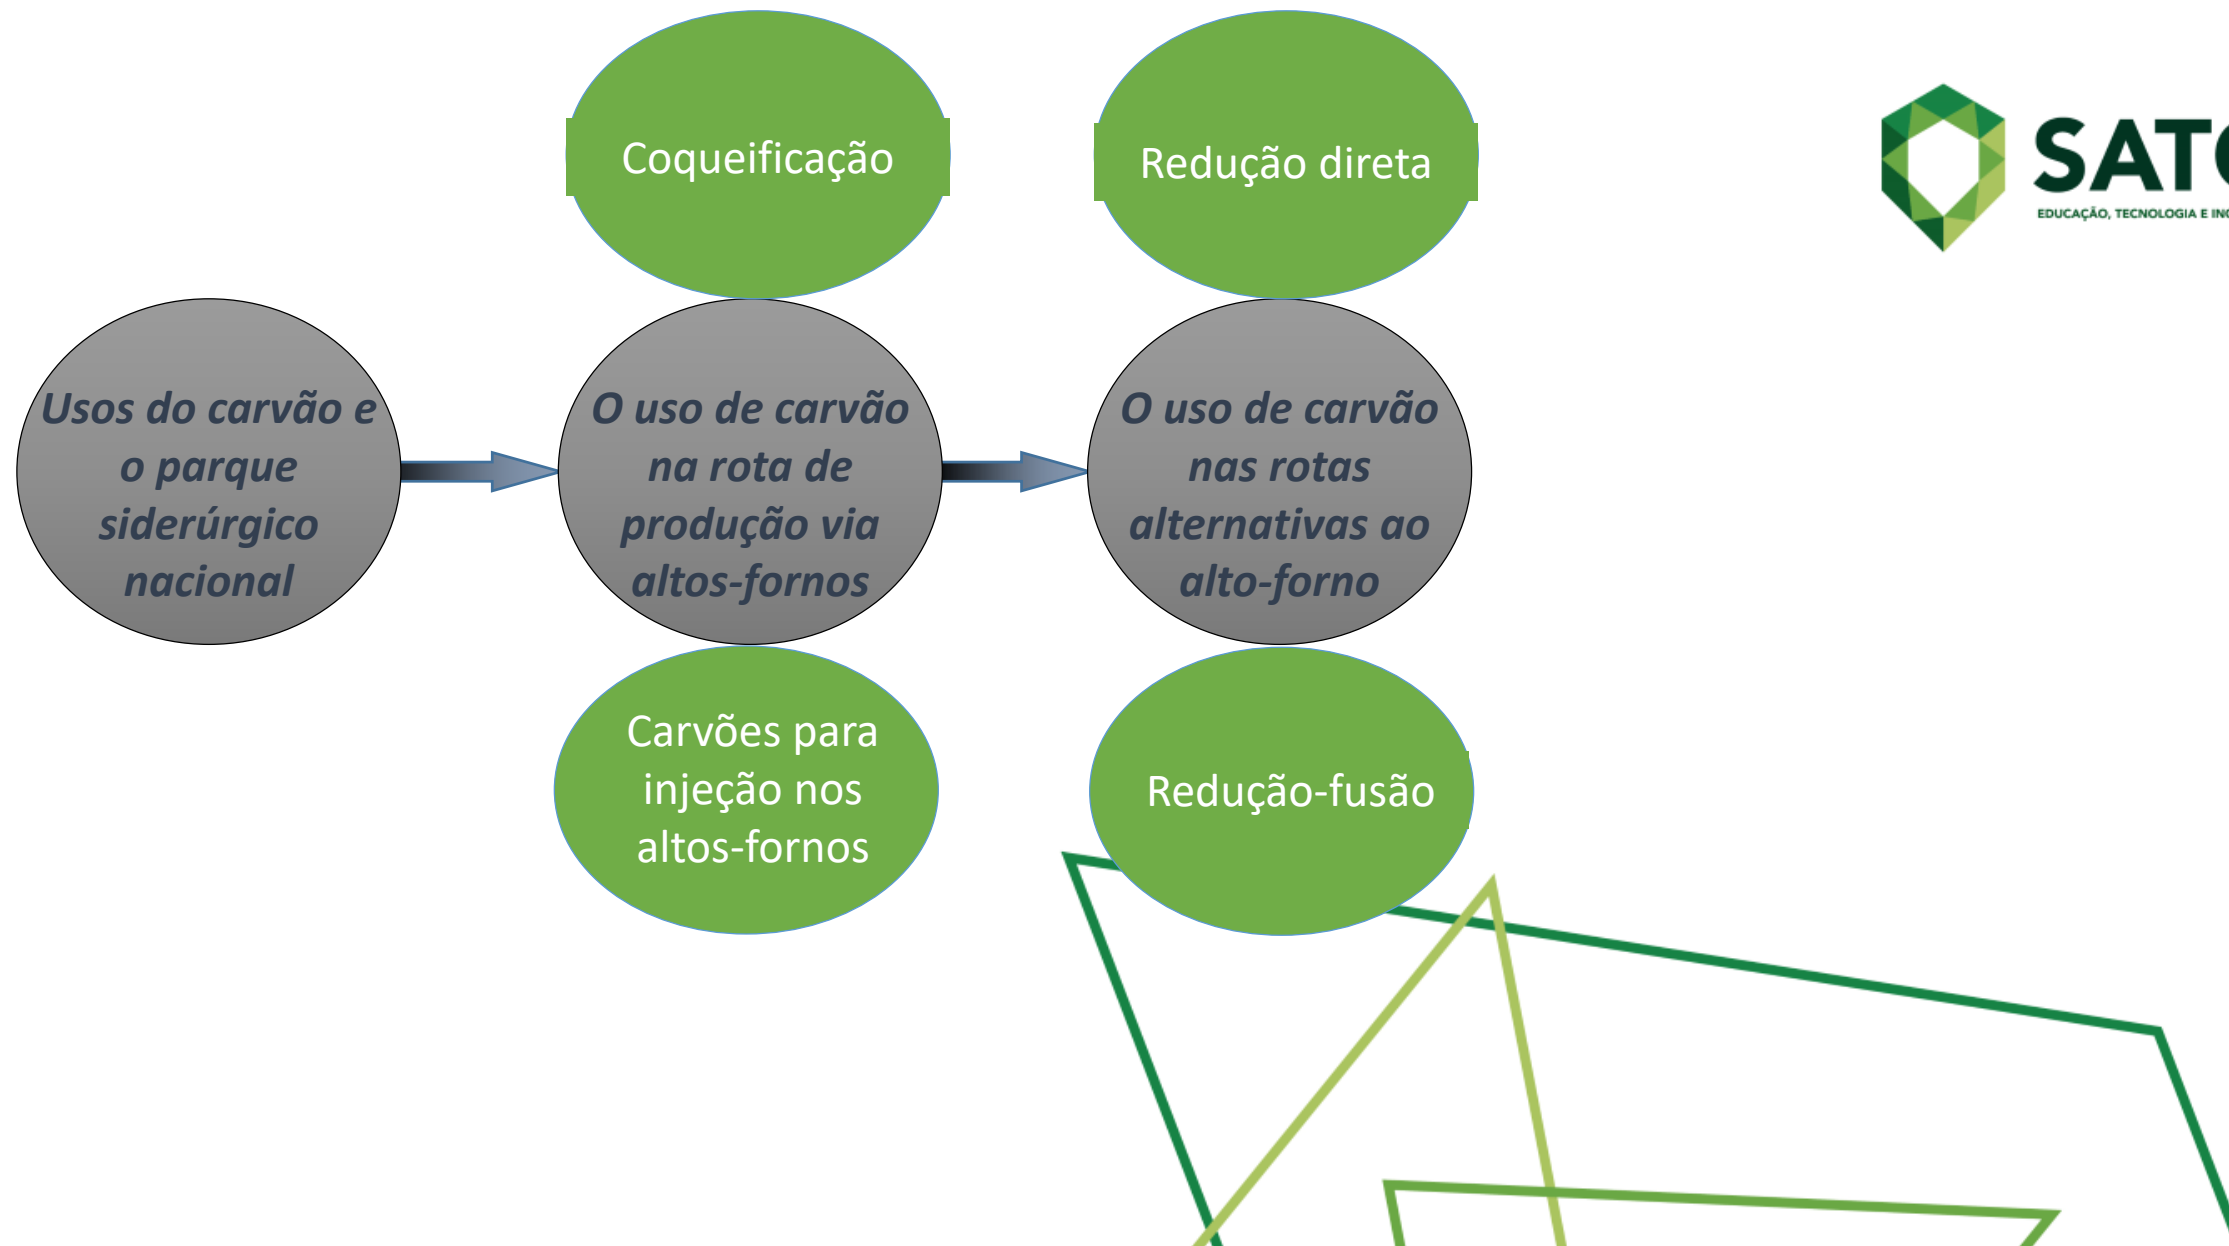 Coqueificação
Redução direta
EDUCAÇÃO, TECNOLOGIA E
Usos do carvão e
o parque
siderúrgico
nacional
O uso de carvão
na rota de
produção via
altos-fornos
O uso de carvão
nas rotas
alternativas ao
alto-forno
Carvões para
injeção nos
altos-fornos
Redução-fusão